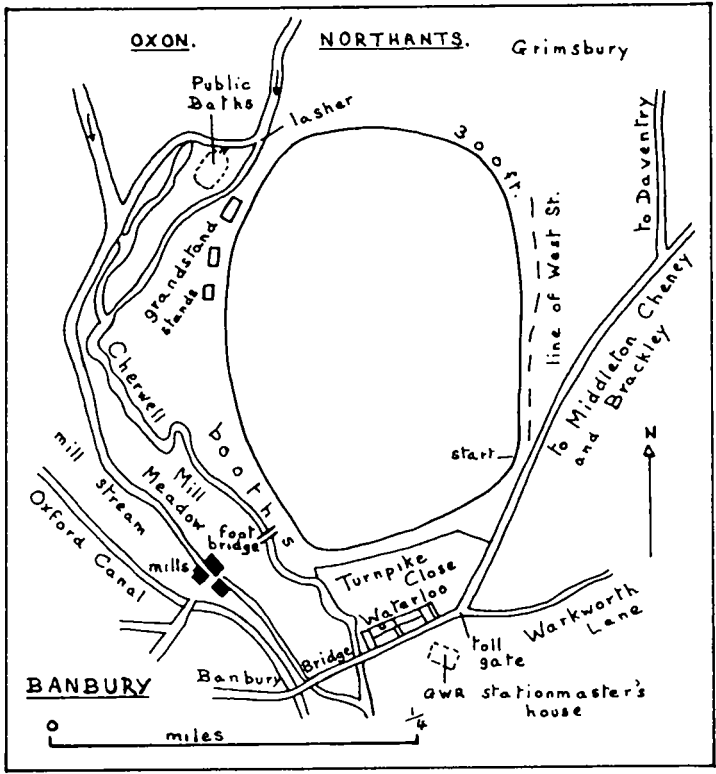 OXON.
NORTHANTS.
Grimsbury
Public
Baths
lasher
300ft.
to Daventry
line of West St.
grandstand
stands
to Middleton Cheney
and Brackley
Cherwell
booths
N
start
mill
stream
Mill
Meadow
foot
bridge
mills
Oxford Canal
Turnpike
Close
Waterloo
Warkworth
Lane
toll
gate
Bridge
Banbury
BANBURY
GWR stationmaster's
house
0
1/4
miles